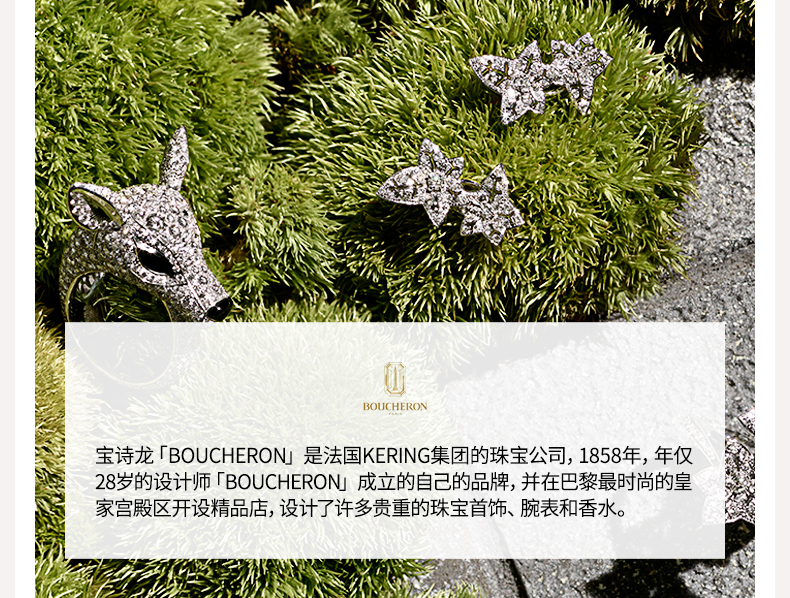 BOUCHERON
PARIS
宝诗龙「BOUCHERON」是法国KERING集团的珠宝公司，1858年，年仅
28岁的设计师「BOUCHERON」成立的自己的品牌，并在巴黎最时尚的皇
家宫殿区开设精品店，设计了许多贵重的珠宝首饰、腕表和香水。